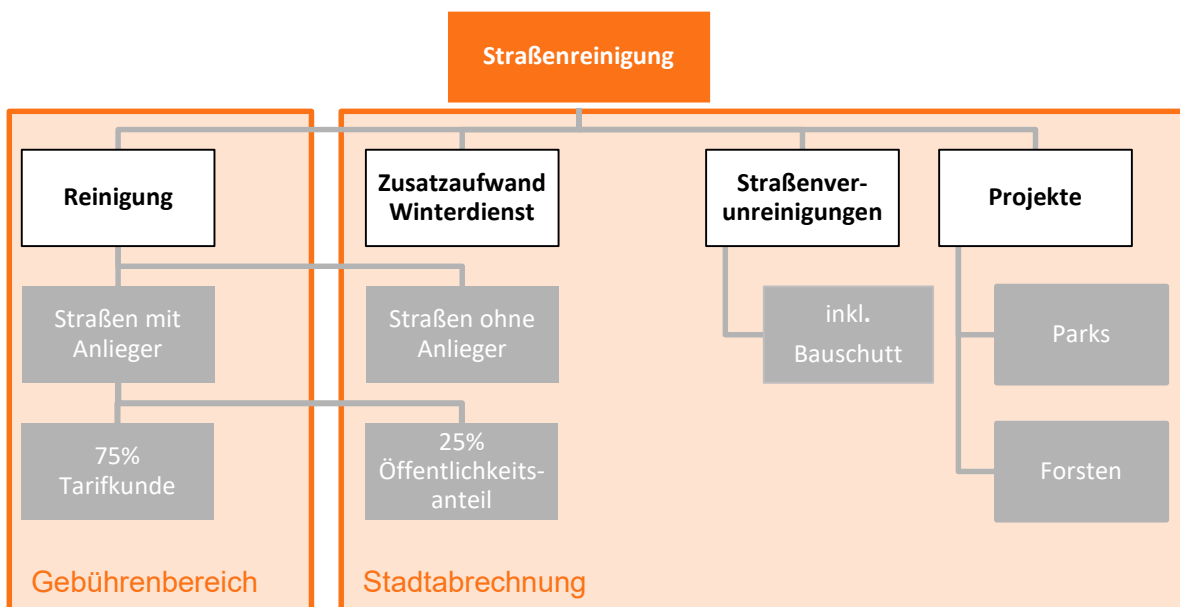 Straßenreinigung
Reinigung
Zusatzaufwand
Winterdienst
Straßenver-
unreinigungen
Projekte
Straßen mit
Anlieger
Straßen ohne
Anlieger
inkl.
Bauschutt
Parks
75%
Tarifkunde
25%
Öffentlichkeits-
anteil
Forsten
Gebührenbereich
Stadtabrechnung